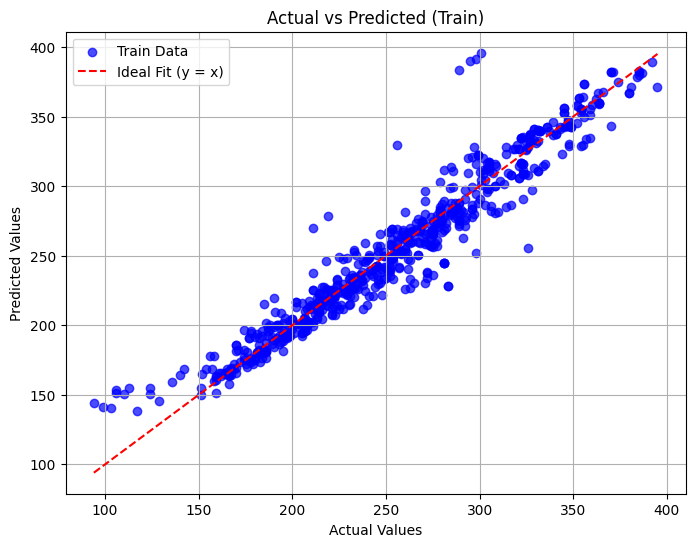 Actual vs Predicted (Train)
Train Data
Ideal Fit (y = x)
400
350
300
250
200
150
100
Predicted Values
100 150 200 250 300 350 400
Actual Values